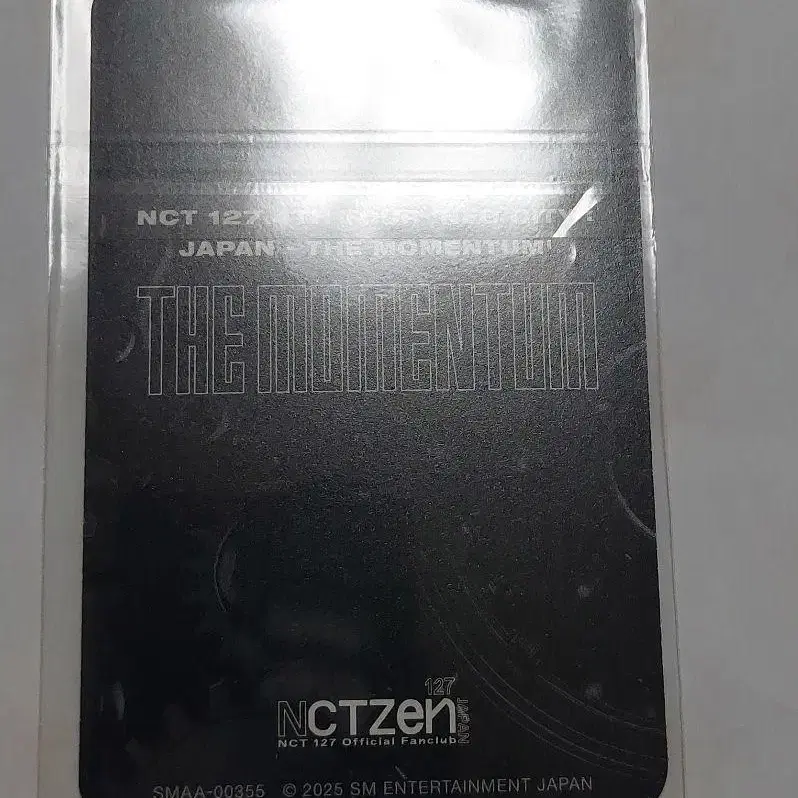 NCT 127
JAPAN - THE MOMENTUM'
THE MOMENTUM
127
NCTzen
JAPAN
NCT 127 Official Fanclub
SMAA-00355 © 2025 SM ENTERTAINMENT JAPAN